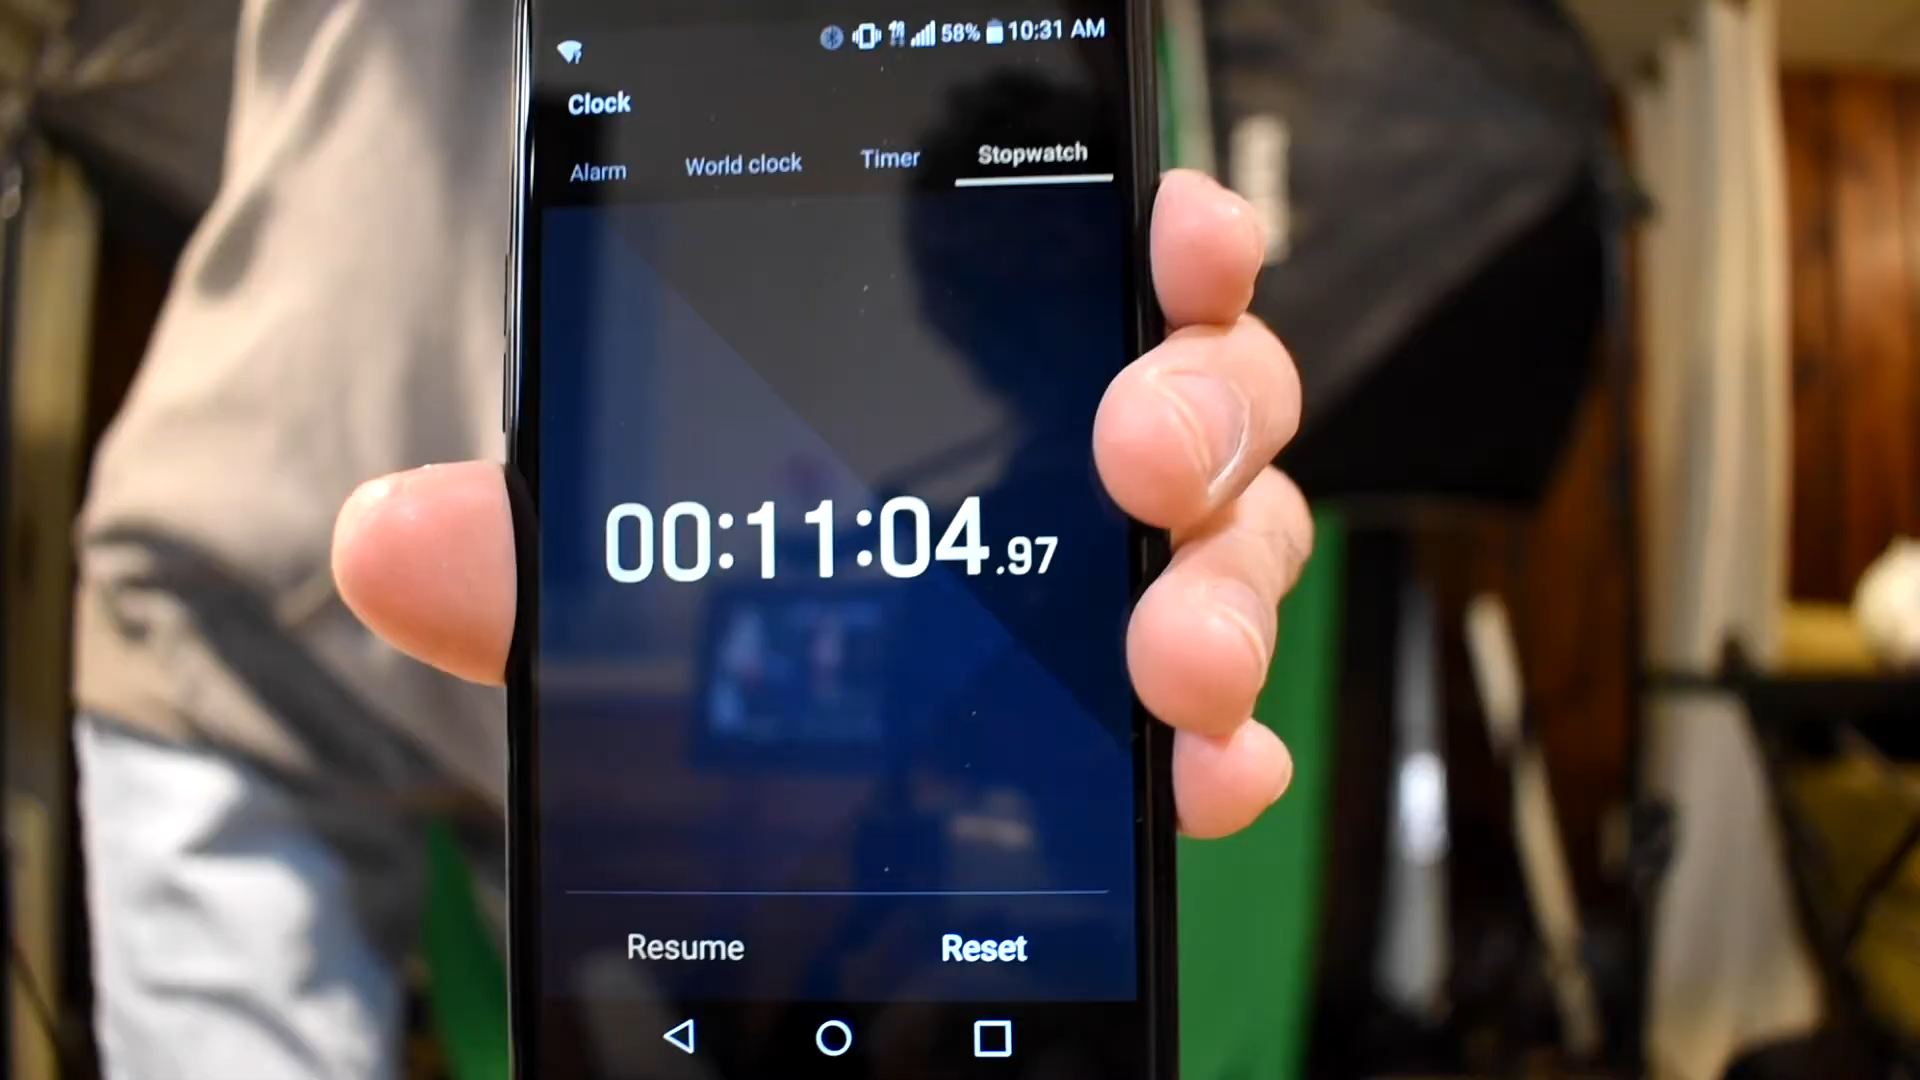 58% 10:31 AM
Clock
Alarm World clock Timer Stopwatch
00:11:04.97
Resume Reset